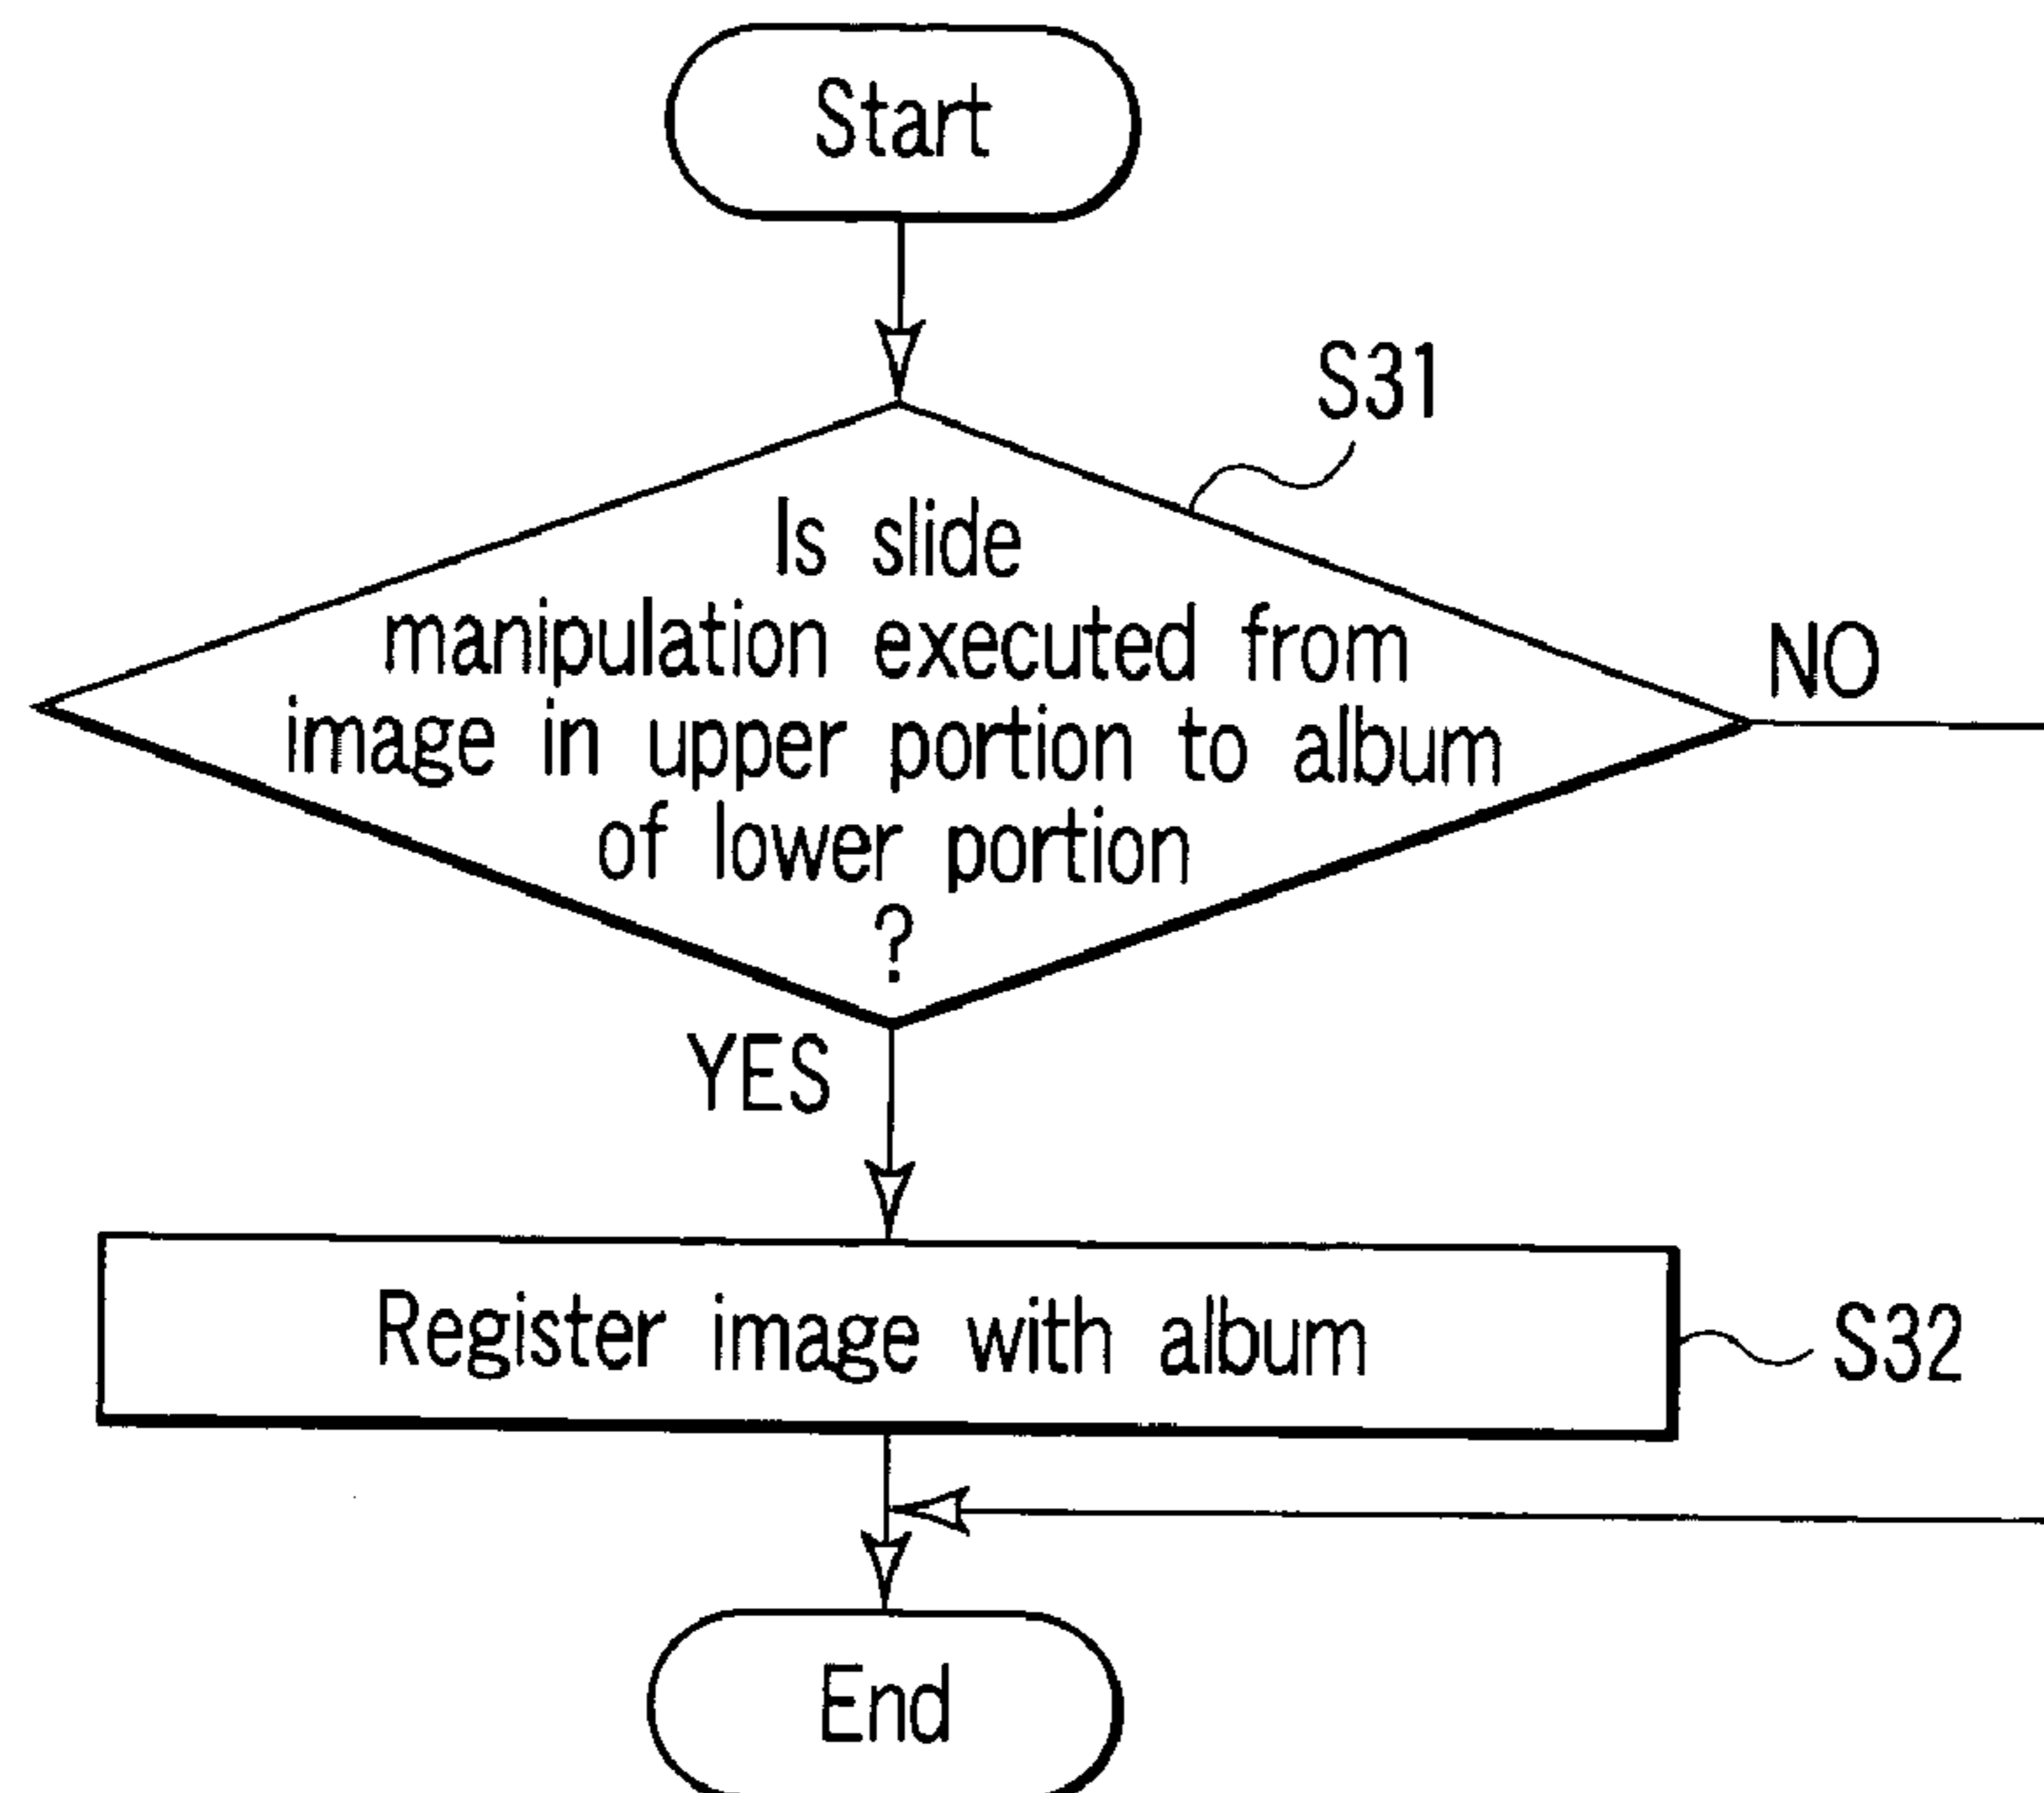 Start
S31
Is slide
manipulation executed from
image in upper portion to album
of lower portion
?
NO
YES
Register image with album
S32
End